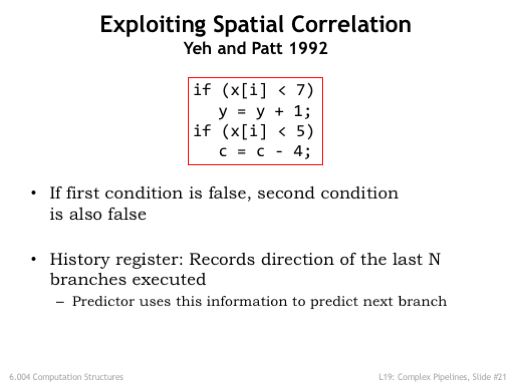 Exploiting Spatial Correlation
Yeh and Patt 1992
if (x[i] < 7)
y = y + 1;
if (x[i] < 5)
c = c - 4;
• If first condition is false, second condition
is also false
• History register: Records direction of the last N
branches executed
– Predictor uses this information to predict next branch
6.004 Computation Structures
L19: Complex Pipelines, Slide #21